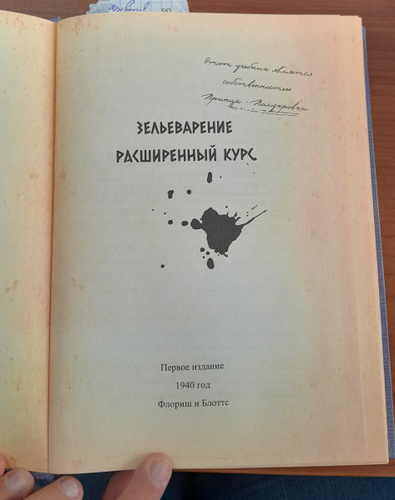 Этот учебник является
собственностью
Принца - Полукровки
ЗЕЛЬЕВАРЕНИЕ
РАСШИРЕННЫЙ КУРС
Первое издание
1940 год
Флориш и Блоттс